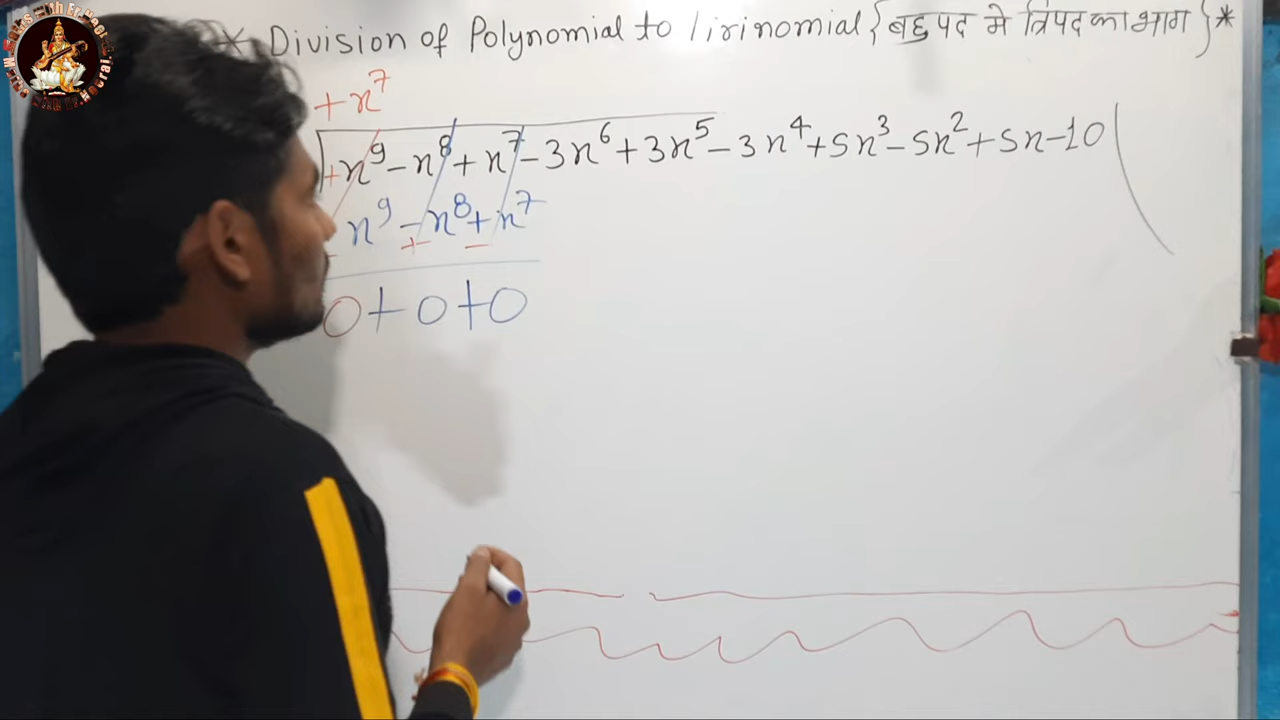 * Division of Polynomial to Trinomial {बहुपद मे त्रिपद का भाग} *
+x⁷
+x⁹-x⁸+x⁷-3x⁶+3x⁵-3x⁴+5x³-5x²+5x-10
x⁹-x⁸+x⁷
+ -
0+0+0